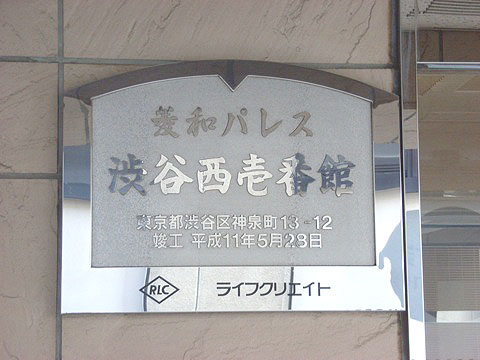 菱和パレス
渋谷西壱番館
東京都渋谷区神泉町13-12
竣工 平成11年5月28日
RLC ライフクリエイト